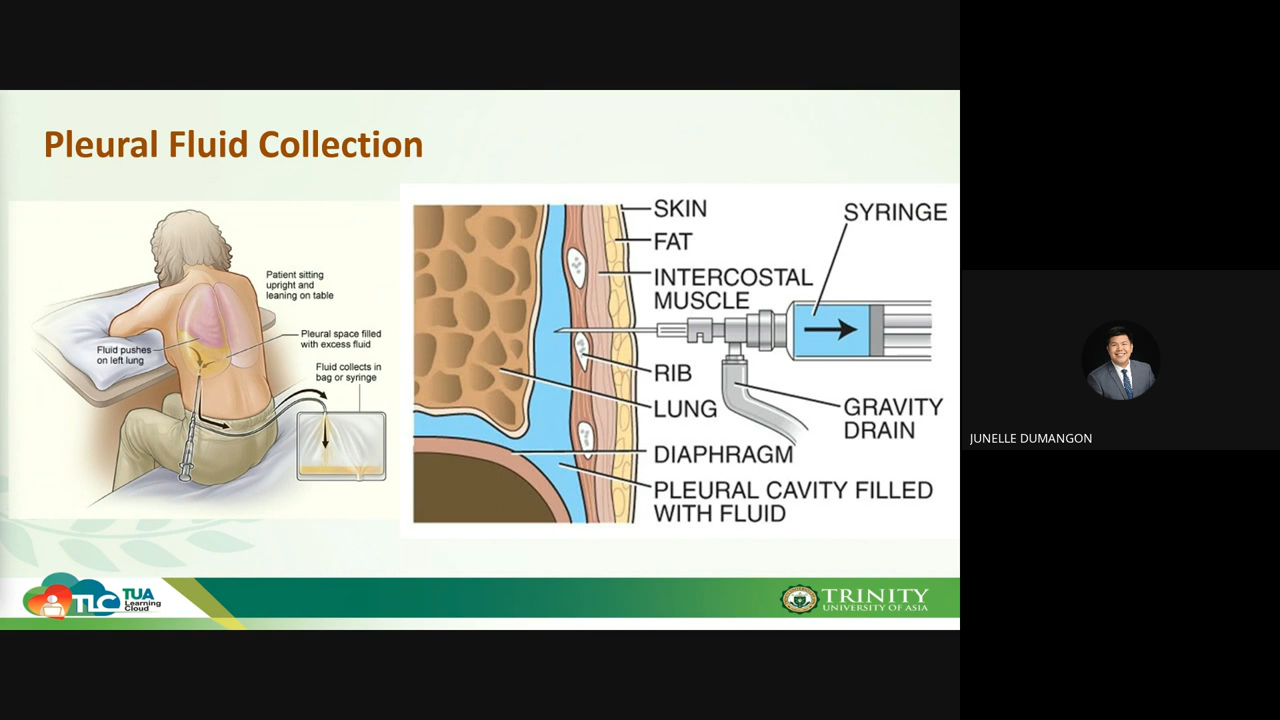 Pleural Fluid Collection
Patient sitting
upright and
leaning on table
Pleural space filled
with excess fluid
Fluid pushes
on left lung
Fluid collects in
bag or syringe
SKIN
FAT
INTERCOSTAL
MUSCLE
SYRINGE
RIB
LUNG
GRAVITY
DRAIN
DIAPHRAGM
PLEURAL CAVITY FILLED
WITH FLUID
TLC
TUA
Learning
Cloud
TRINITY
UNIVERSITY OF ASIA
JUNELLE DUMANGON